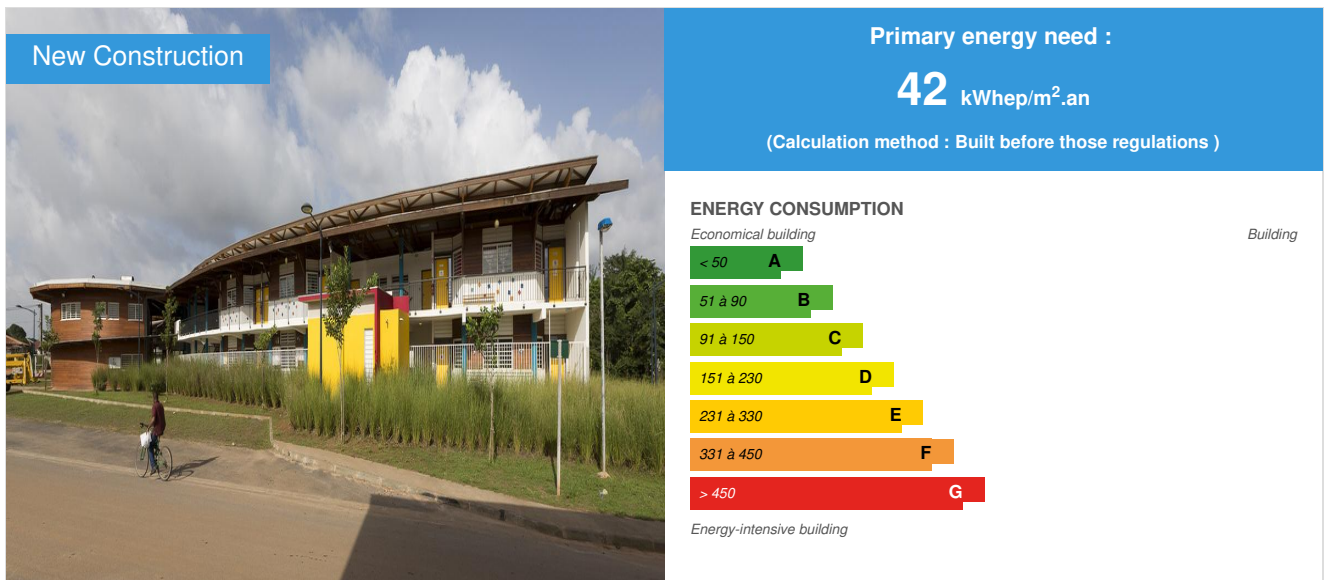 New Construction
Primary energy need :
42 kWhep/m².an
(Calculation method : Built before those regulations )
ENERGY CONSUMPTION
Economical building Building
< 50 A
51 à 90 B
91 à 150 C
151 à 230 D
231 à 330 E
331 à 450 F
> 450 G
Energy-intensive building